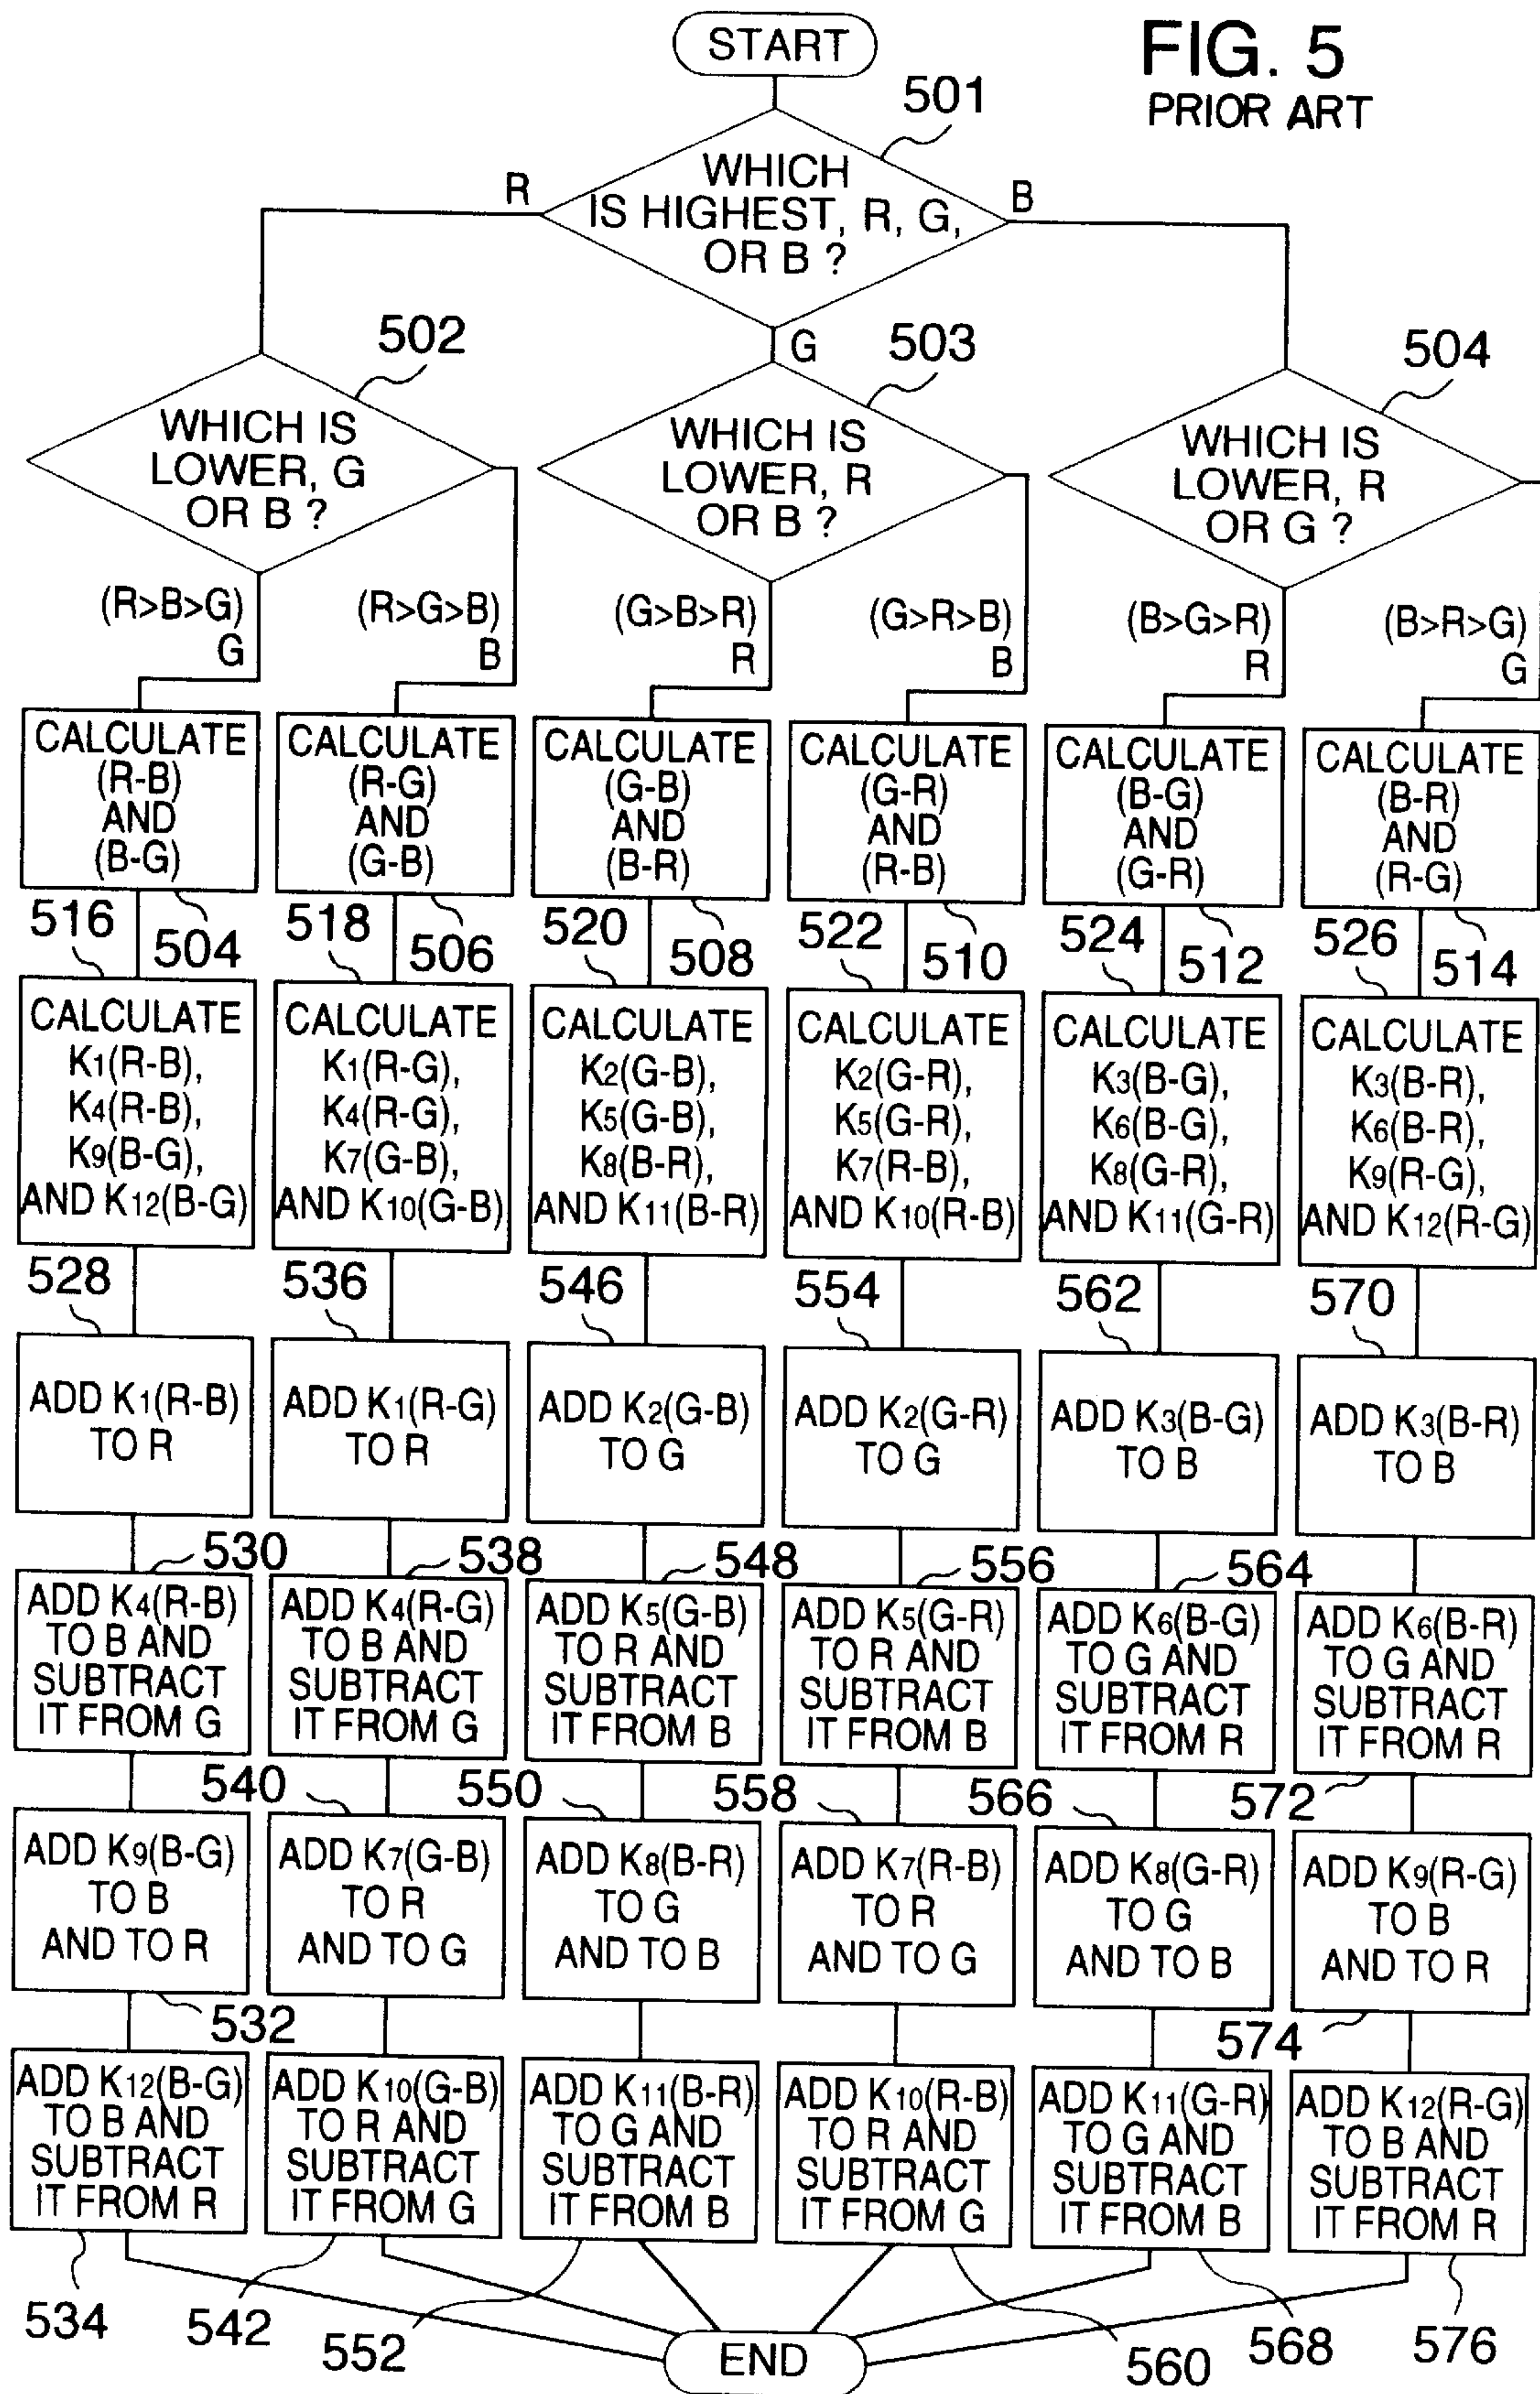 START
FIG. 5
PRIOR ART
501
WHICH
IS HIGHEST, R, G,
OR B ?
R
B
G
502
WHICH IS
LOWER, G
OR B ?
503
WHICH IS
LOWER, R
OR B ?
504
WHICH IS
LOWER, R
OR G ?
(R>B>G)
G
(R>G>B)
B
(G>B>R)
R
(G>R>B)
B
(B>G>R)
R
(B>R>G)
G
CALCULATE
(R-B)
AND
(B-G)
CALCULATE
(R-G)
AND
(G-B)
CALCULATE
(G-B)
AND
(B-R)
CALCULATE
(G-R)
AND
(R-B)
CALCULATE
(B-G)
AND
(G-R)
CALCULATE
(B-R)
AND
(R-G)
516
504
518
506
520
508
522
510
524
512
526
514
CALCULATE
K1(R-B),
K4(R-B),
K9(B-G),
AND K12(B-G)
CALCULATE
K1(R-G),
K4(R-G),
K7(G-B),
AND K10(G-B)
CALCULATE
K2(G-B),
K5(G-B),
K8(B-R),
AND K11(B-R)
CALCULATE
K2(G-R),
K5(G-R),
K7(R-B),
AND K10(R-B)
CALCULATE
K3(B-G),
K6(B-G),
K8(G-R),
AND K11(G-R)
CALCULATE
K3(B-R),
K6(B-R),
K9(R-G),
AND K12(R-G)
528
536
546
554
562
570
ADD K1(R-B)
TO R
ADD K1(R-G)
TO R
ADD K2(G-B)
TO G
ADD K2(G-R)
TO G
ADD K3(B-G)
TO B
ADD K3(B-R)
TO B
530
538
548
556
564
ADD K4(R-B)
TO B AND
SUBTRACT
IT FROM G
ADD K4(R-G)
TO B AND
SUBTRACT
IT FROM G
ADD K5(G-B)
TO R AND
SUBTRACT
IT FROM B
ADD K5(G-R)
TO R AND
SUBTRACT
IT FROM B
ADD K6(B-G)
TO G AND
SUBTRACT
IT FROM R
ADD K6(B-R)
TO G AND
SUBTRACT
IT FROM R
540
550
558
566
572
ADD K9(B-G)
TO B
AND TO R
ADD K7(G-B)
TO R
AND TO G
ADD K8(B-R)
TO G
AND TO B
ADD K7(R-B)
TO R
AND TO G
ADD K8(G-R)
TO G
AND TO B
ADD K9(R-G)
TO B
AND TO R
532
574
ADD K12(B-G)
TO B AND
SUBTRACT
IT FROM R
ADD K10(G-B)
TO R AND
SUBTRACT
IT FROM G
ADD K11(B-R)
TO G AND
SUBTRACT
IT FROM B
ADD K10(R-B)
TO R AND
SUBTRACT
IT FROM G
ADD K11(G-R)
TO G AND
SUBTRACT
IT FROM B
ADD K12(R-G)
TO B AND
SUBTRACT
IT FROM R
534
542
552
END
560
568
576